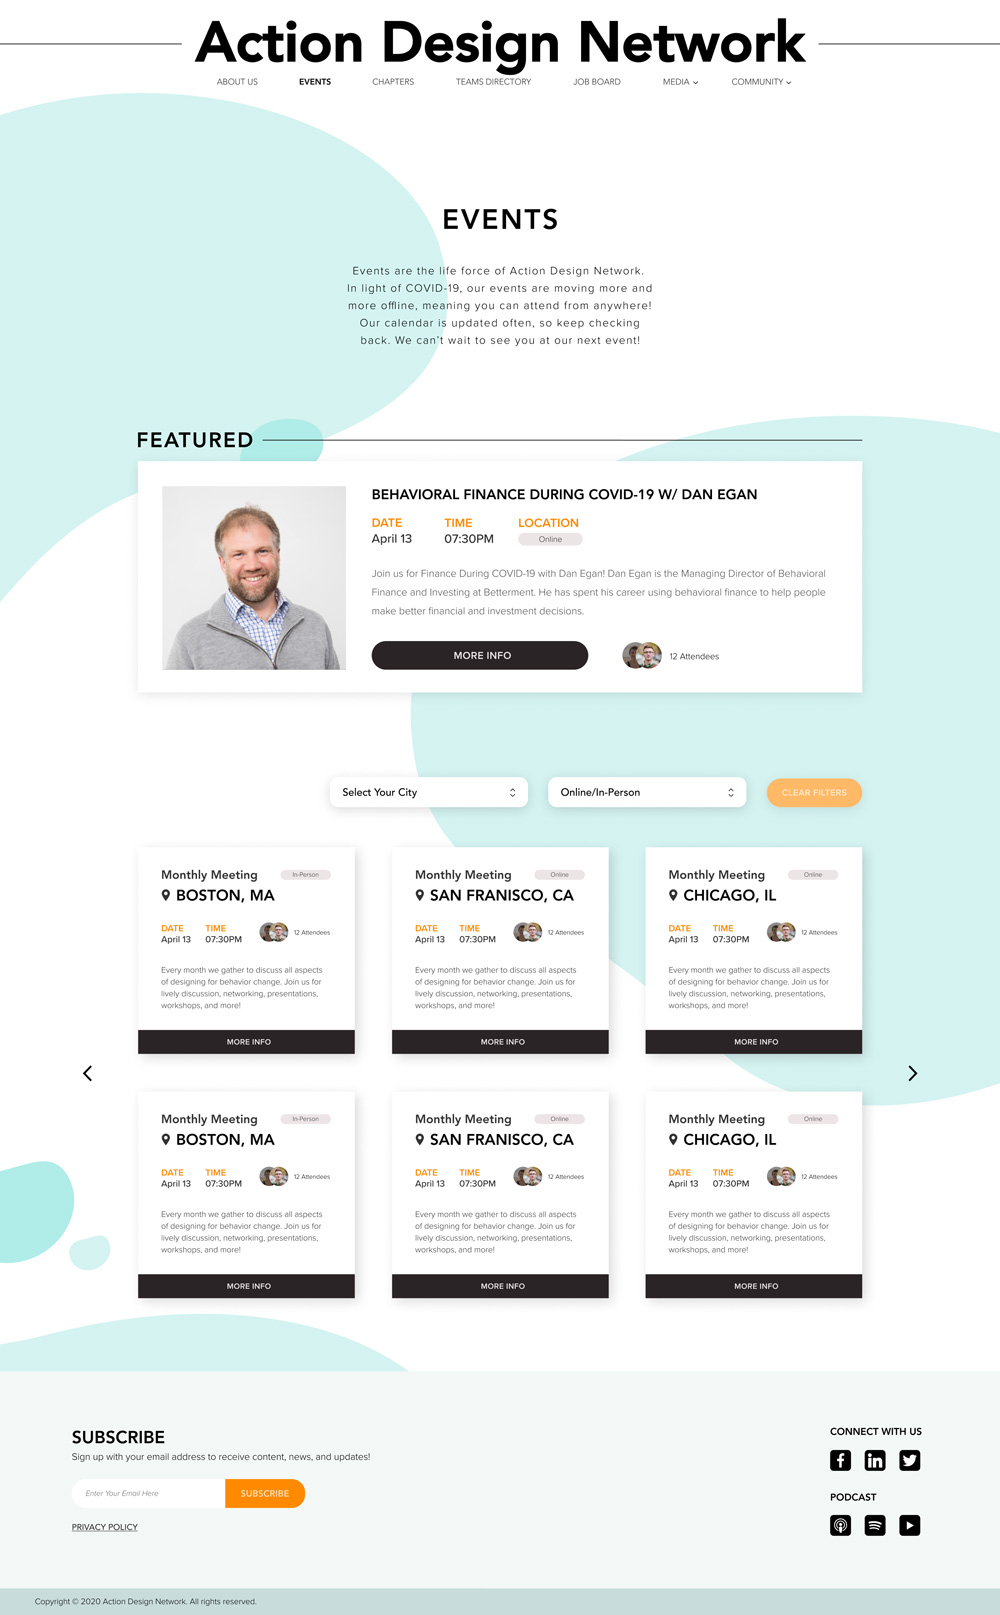 Action Design Network
ABOUT US EVENTS CHAPTERS TEAMS DIRECTORY JOB BOARD MEDIA COMMUNITY
EVENTS
Events are the life force of Action Design Network.
In light of COVID-19, our events are moving more and
more offline, meaning you can attend from anywhere!
Our calendar is updated often, so keep checking
back. We can't wait to see you at our next event!
FEATURED
BEHAVIORAL FINANCE DURING COVID-19 W/ DAN EGAN
DATE TIME LOCATION
April 13 07:30PM Online
Join us for Finance During COVID-19 with Dan Egan! Dan Egan is the Managing Director of Behavioral
Finance and Investing at Betterment. He has spent his career using behavioral finance to help people
make better financial and investment decisions.
MORE INFO 12 Attendees
Select Your City Online/In-Person CLEAR FILTERS
Monthly Meeting In-Person
BOSTON, MA
DATE TIME
April 13 07:30PM 12 Attendees
Every month we gather to discuss all aspects
of designing for behavior change. Join us for
lively discussion, networking, presentations,
workshops, and more!
MORE INFO
Monthly Meeting Online
SAN FRANISCO, CA
DATE TIME
April 13 07:30PM 12 Attendees
Every month we gather to discuss all aspects
of designing for behavior change. Join us for
lively discussion, networking, presentations,
workshops, and more!
MORE INFO
Monthly Meeting Online
CHICAGO, IL
DATE TIME
April 13 07:30PM 12 Attendees
Every month we gather to discuss all aspects
of designing for behavior change. Join us for
lively discussion, networking, presentations,
workshops, and more!
MORE INFO
Monthly Meeting In-Person
BOSTON, MA
DATE TIME
April 13 07:30PM 12 Attendees
Every month we gather to discuss all aspects
of designing for behavior change. Join us for
lively discussion, networking, presentations,
workshops, and more!
MORE INFO
Monthly Meeting Online
SAN FRANISCO, CA
DATE TIME
April 13 07:30PM 12 Attendees
Every month we gather to discuss all aspects
of designing for behavior change. Join us for
lively discussion, networking, presentations,
workshops, and more!
MORE INFO
Monthly Meeting Online
CHICAGO, IL
DATE TIME
April 13 07:30PM 12 Attendees
Every month we gather to discuss all aspects
of designing for behavior change. Join us for
lively discussion, networking, presentations,
workshops, and more!
MORE INFO
SUBSCRIBE
Sign up with your email address to receive content, news, and updates!
Enter Your Email Here SUBSCRIBE
PRIVACY POLICY
CONNECT WITH US
PODCAST
Copyright © 2020 Action Design Network. All rights reserved.